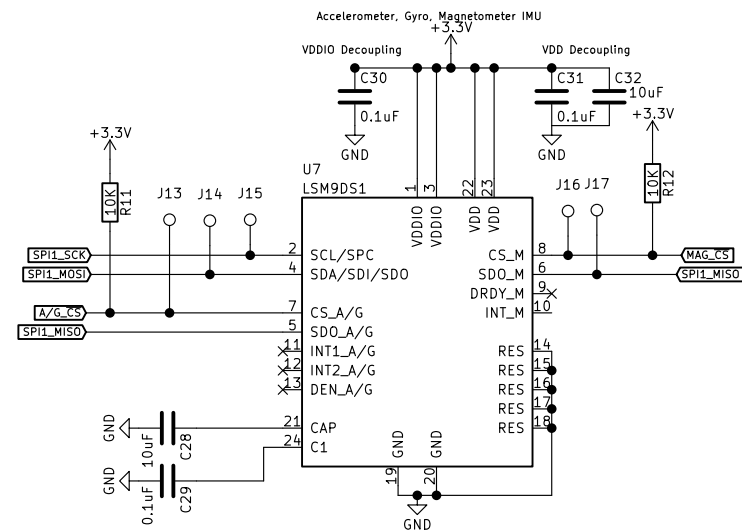 Accelerometer, Gyro, Magnetometer IMU
+3.3V
VDDIO Decoupling
VDD Decoupling
C30
0.1uF
GND
C31
0.1uF
GND
C32
10uF
+3.3V
+3.3V
10K
R11
J13
J14
J15
U7
LSM9DS1
J16
J17
10K
R12
1
3
22
23
VDDIO
VDDIO
VDD
VDD
SPI1_SCK
2
SCL/SPC
CS_M
8
MAG_CS
SPI1_MOSI
4
SDA/SDI/SDO
SDO_M
6
SPI1_MISO
DRDY_M
9
A/G_CS
7
CS_A/G
INT_M
10
SPI1_MISO
5
SDO_A/G
11
INT1_A/G
RES
14
12
INT2_A/G
RES
15
13
DEN_A/G
RES
16
RES
17
GND
10uF
C28
21
CAP
RES
18
24
C1
GND
GND
GND
0.1uF
C29
19
20
GND